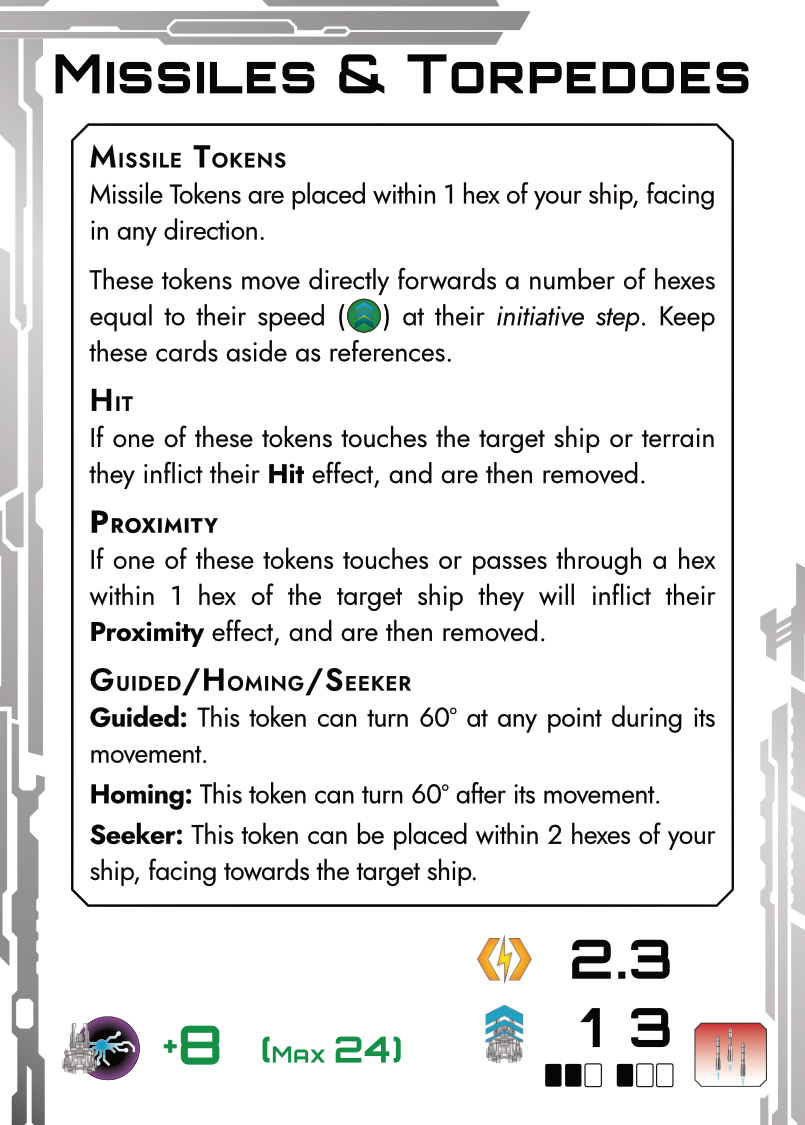 Missiles & Torpedoes
Missile Tokens
Missile Tokens are placed within 1 hex of your ship, facing
in any direction.
These tokens move directly forwards a number of hexes
equal to their speed ( ) at their initiative step. Keep
these cards aside as references.
Hit
If one of these tokens touches the target ship or terrain
they inflict their Hit effect, and are then removed.
Proximity
If one of these tokens touches or passes through a hex
within 1 hex of the target ship they will inflict their
Proximity effect, and are then removed.
Guided/Homing/Seeker
Guided: This token can turn 60° at any point during its
movement.
Homing: This token can turn 60° after its movement.
Seeker: This token can be placed within 2 hexes of your
ship, facing towards the target ship.
2.3
+8 (Max 24)
1 3